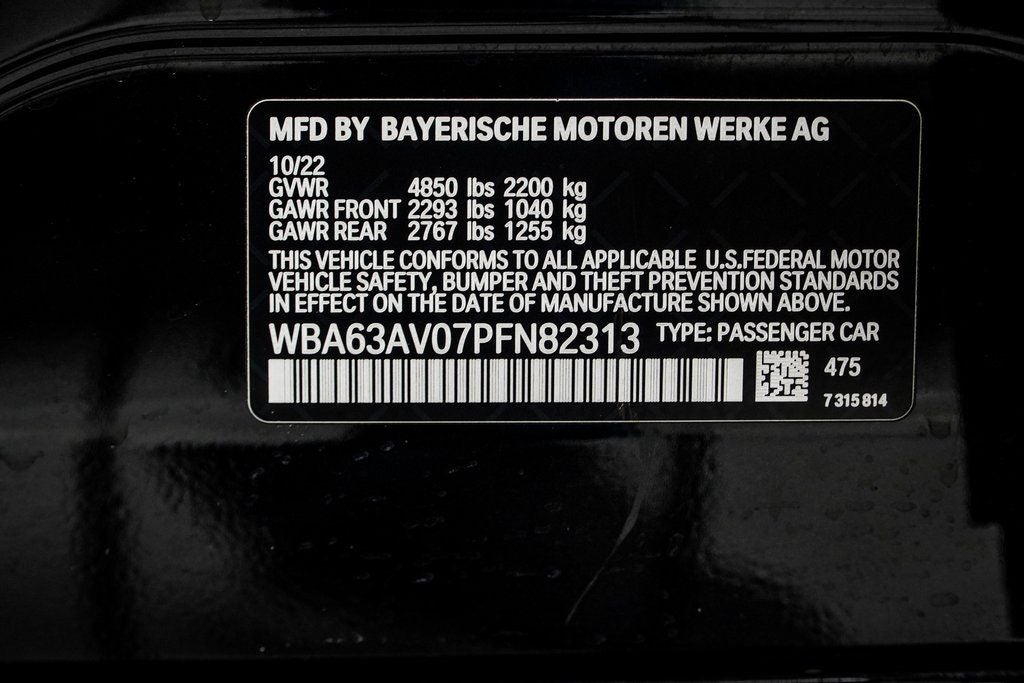 MFD BY BAYERISCHE MOTOREN WERKE AG
10/22
GVWR 4850 lbs 2200 kg
GAWR FRONT 2293 lbs 1040 kg
GAWR REAR 2767 lbs 1255 kg
THIS VEHICLE CONFORMS TO ALL APPLICABLE U.S.FEDERAL MOTOR
VEHICLE SAFETY, BUMPER AND THEFT PREVENTION STANDARDS
IN EFFECT ON THE DATE OF MANUFACTURE SHOWN ABOVE.
WBA63AV07PFN82313 TYPE: PASSENGER CAR
475
7 315 814